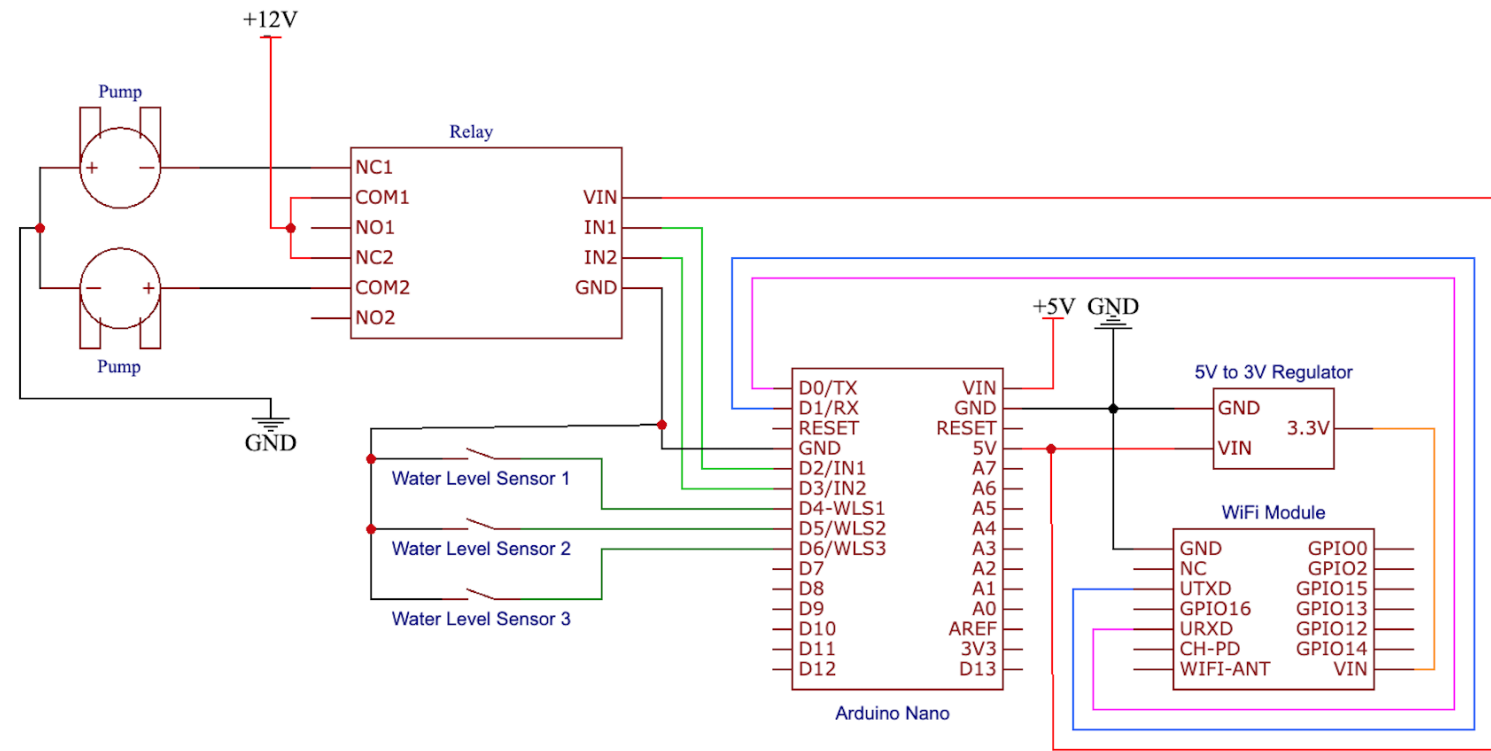 +12V
Pump
+
−
Relay
NC1
COM1
NO1
NC2
COM2
NO2
VIN
IN1
IN2
GND
−
+
Pump
GND
+5V
GND
D0/TX
D1/RX
RESET
GND
D2/IN1
D3/IN2
D4-WLS1
D5/WLS2
D6/WLS3
D7
D8
D9
D10
D11
D12
VIN
GND
RESET
5V
A7
A6
A5
A4
A3
A2
A1
A0
AREF
3V3
D13
Arduino Nano
Water Level Sensor 1
Water Level Sensor 2
Water Level Sensor 3
5V to 3V Regulator
GND
VIN
3.3V
WiFi Module
GND
NC
UTXD
GPIO16
URXD
CH-PD
WIFI-ANT
GPIO0
GPIO2
GPIO15
GPIO13
GPIO12
GPIO14
VIN